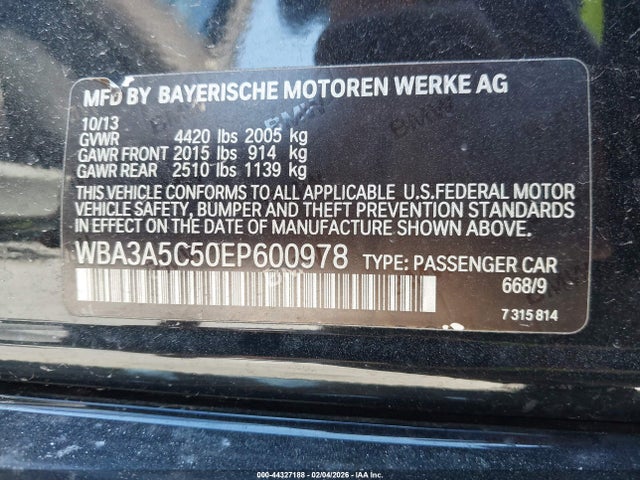 MFD BY BAYERISCHE MOTOREN WERKE AG
10/13
GVWR 4420 lbs 2005 kg
GAWR FRONT 2015 lbs 914 kg
GAWR REAR 2510 lbs 1139 kg
THIS VEHICLE CONFORMS TO ALL APPLICABLE U.S.FEDERAL MOTOR
VEHICLE SAFETY, BUMPER AND THEFT PREVENTION STANDARDS
IN EFFECT ON THE DATE OF MANUFACTURE SHOWN ABOVE.
WBA3A5C50EP600978 TYPE: PASSENGER CAR
668/9
7 315 814
000-44327188 - 02/04/2026 - IAA Inc.